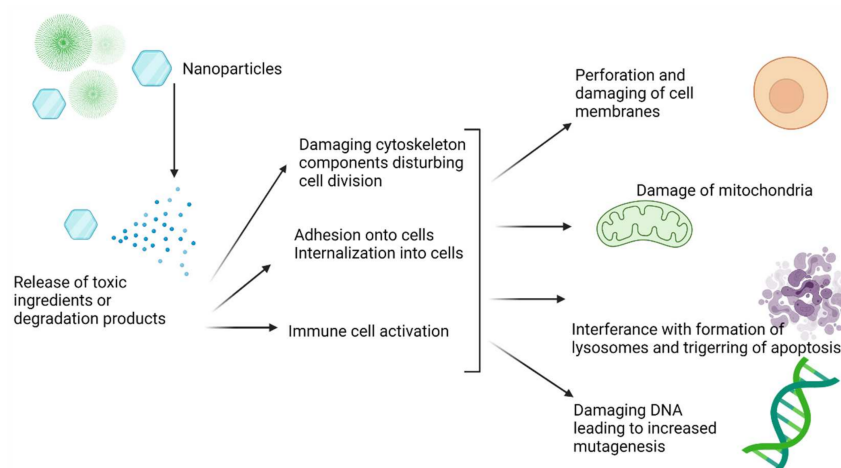 Nanoparticles
Release of toxic
ingredients or
degradation products
Damaging cytoskeleton
components disturbing
cell division
Adhesion onto cells
Internalization into cells
Immune cell activation
Perforation and
damaging of cell
membranes
Damage of mitochondria
Interferance with formation of
lysosomes and trigerring of apoptosis
Damaging DNA
leading to increased
mutagenesis